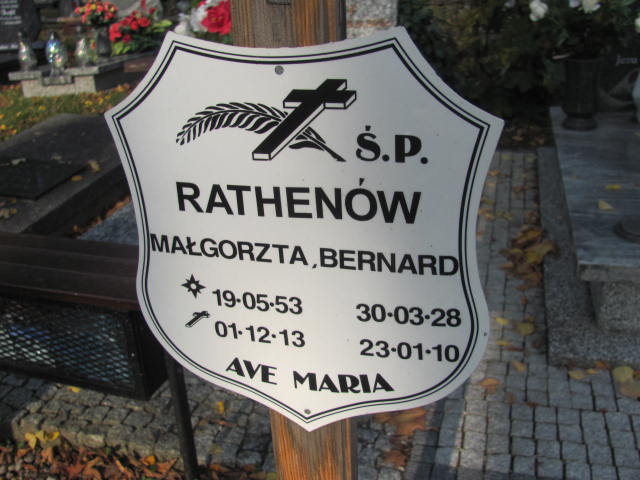 Ś.P.
RATHENÓW
MAŁGORZTA, BERNARD
19·05·53 30·03·28
01·12·13 23·01·10
AVE MARIA